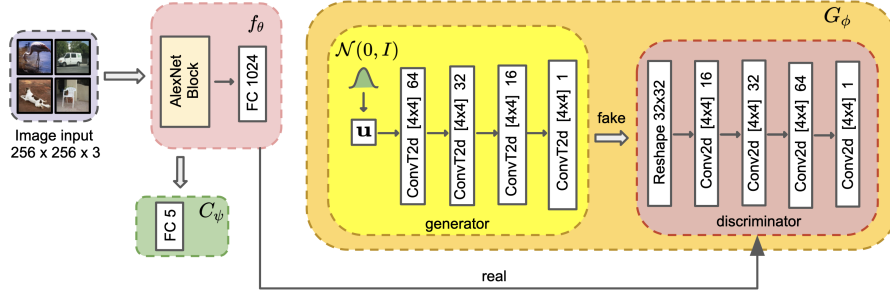 Image input
256 x 256 x 3
f_θ
AlexNet
Block
FC 1024
FC 5
C_ψ
G_ϕ
𝒩(0, I)
u
ConvT2d [4x4] 64
ConvT2d [4x4] 32
ConvT2d [4x4] 16
ConvT2d [4x4] 1
generator
fake
Reshape 32x32
Conv2d [4x4] 16
Conv2d [4x4] 32
Conv2d [4x4] 64
Conv2d [4x4] 1
discriminator
real